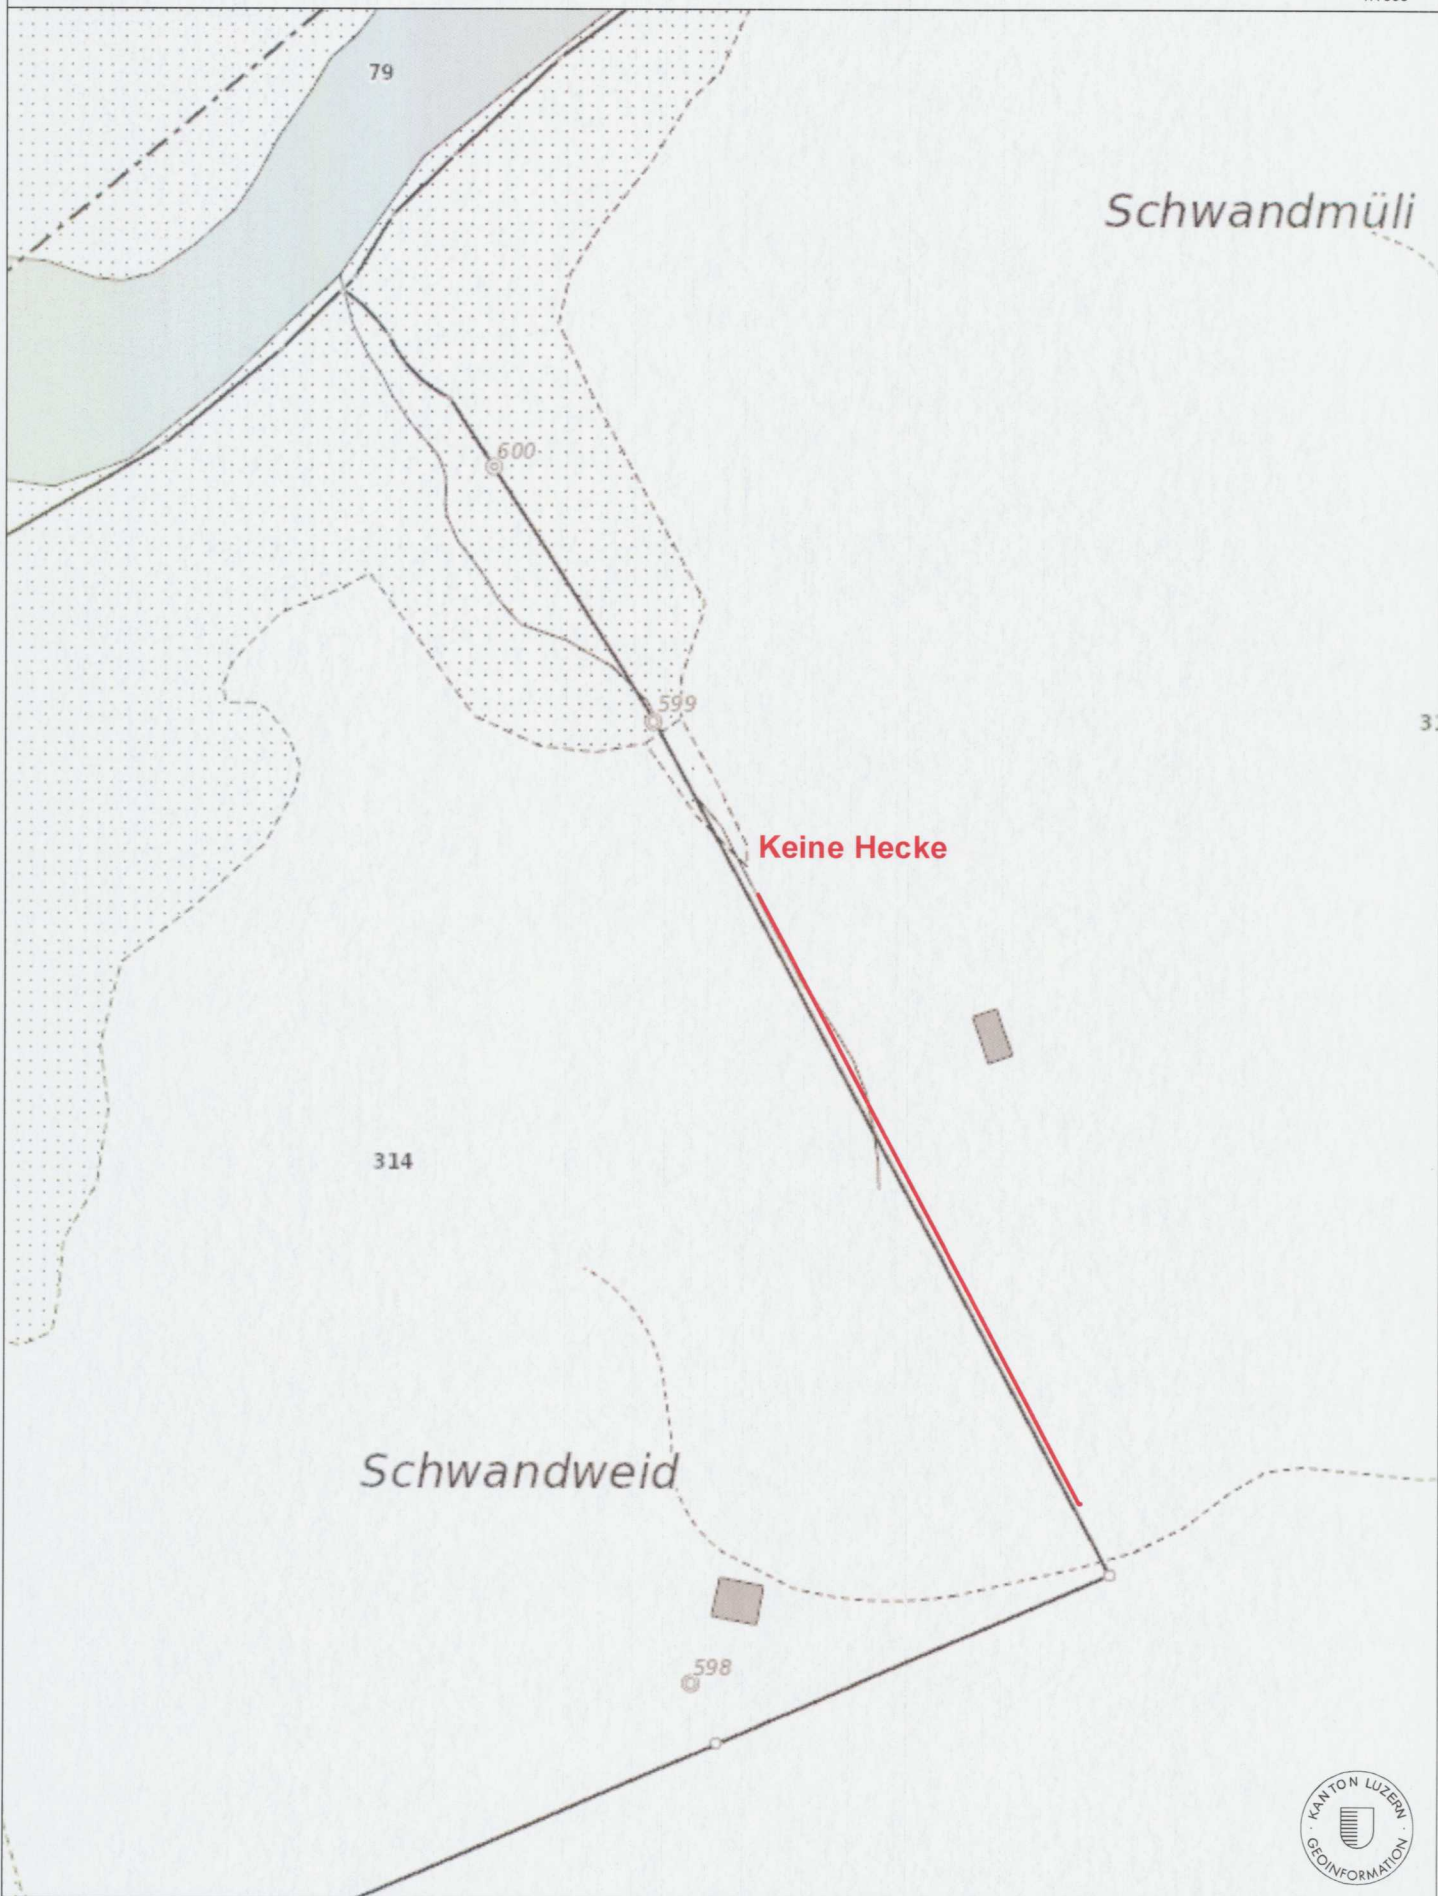 79
Schwandmüli
600
599
Keine Hecke
314
Schwandweid
598
KANTON LUZERN
GEOINFORMATION